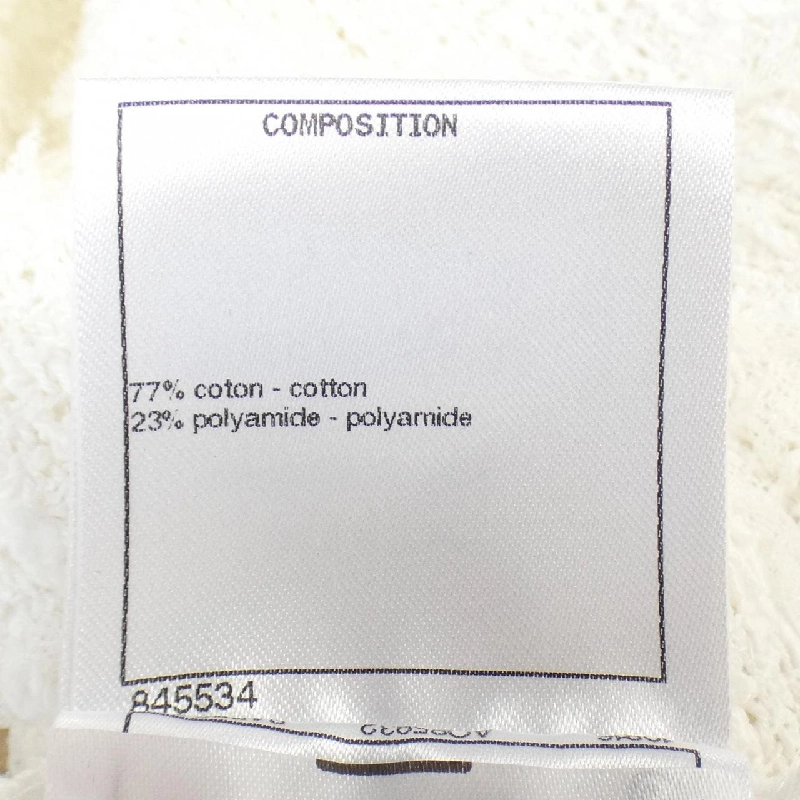 COMPOSITION
77% coton - cotton
23% polyamide - polyamide
845534